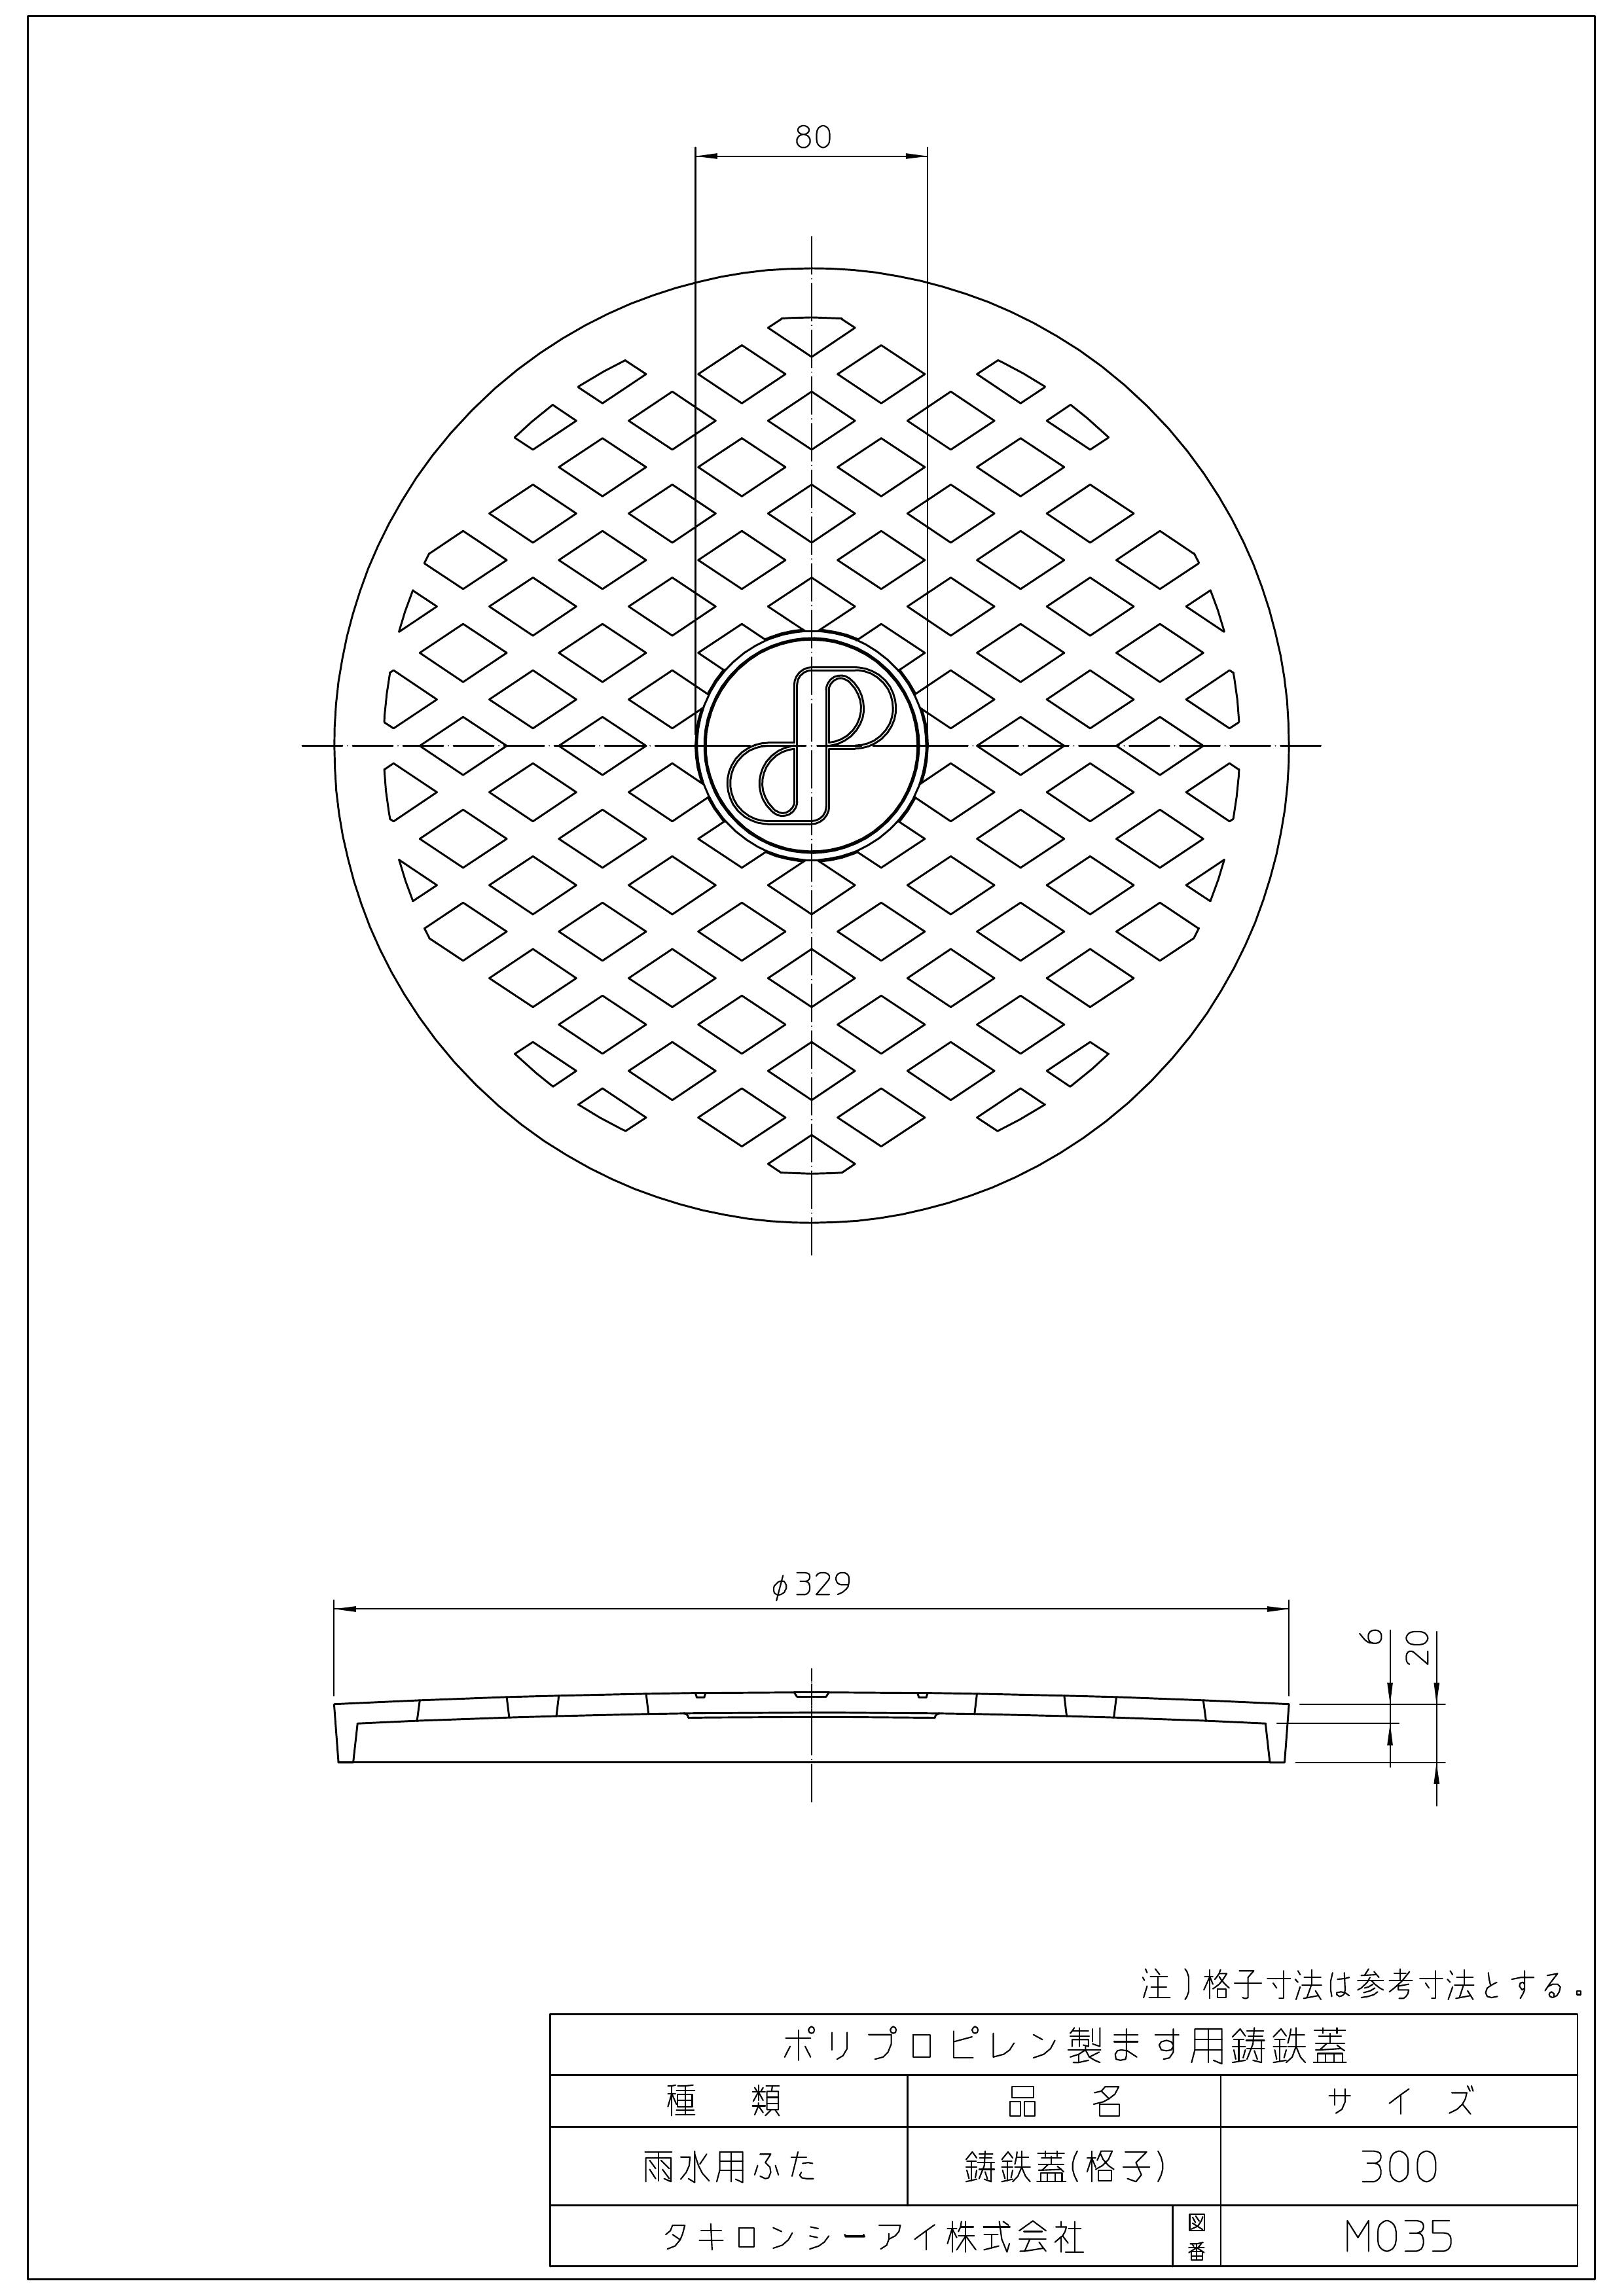 80
φ329
6
20
注）格子寸法は参考寸法とする．
ポリプロピレン製ます用鋳鉄蓋
種　類　品　名　サ　イ　ズ
雨水用ふた　鋳鉄蓋(格子)　300
タキロンシーアイ株式会社　図番　M035